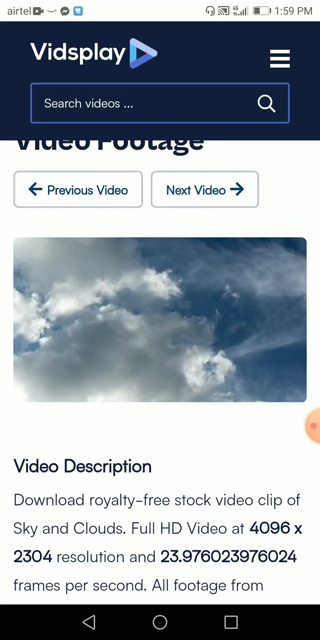 airtel 1:59 PM
Vidsplay
Search videos ...
Video Footage
← Previous Video Next Video →
Video Description
Download royalty-free stock video clip of
Sky and Clouds. Full HD Video at 4096 x
2304 resolution and 23.976023976024
frames per second. All footage from